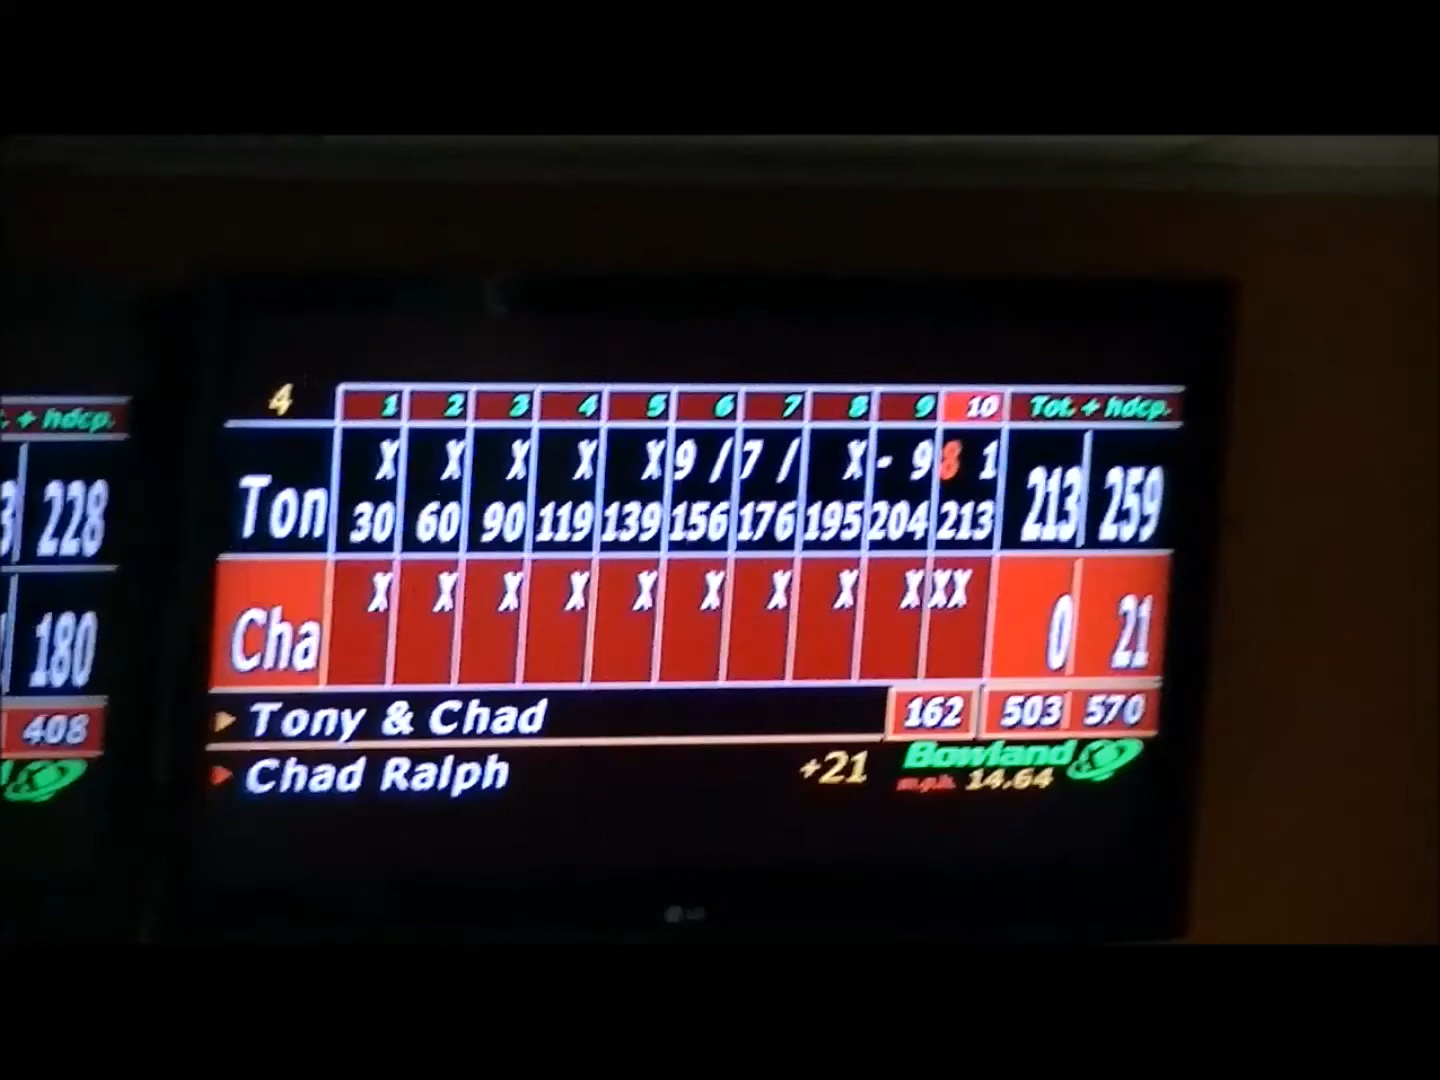 4 1 2 3 4 5 6 7 8 9 10 Tot. + hdcp.
+ hdcp.
Ton X X X X X 9 / 7 / X - 9 8 1
30 60 90 119 139 156 176 195 204 213 213 259
228
Cha X X X X X X X X X XX 0 21
180
Tony & Chad 162 503 570
408
Chad Ralph +21 Bowland
m.p.h. 14.64
LG